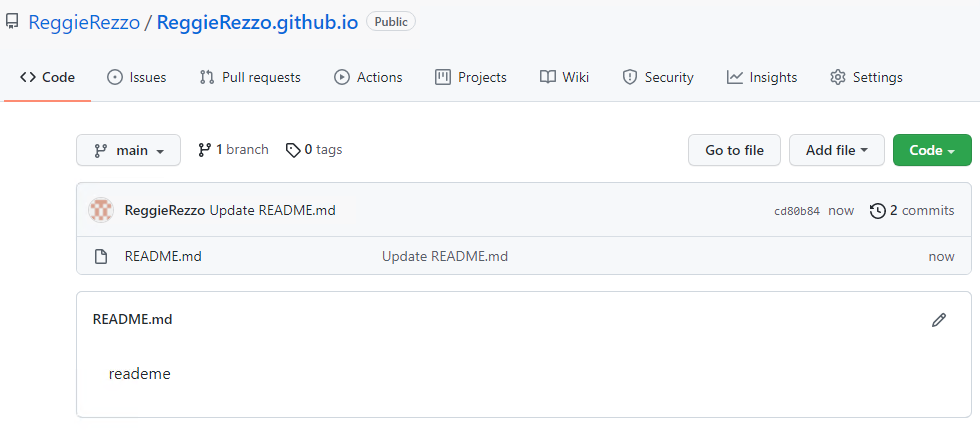 ReggieRezzo / ReggieRezzo.github.io Public
Code Issues Pull requests Actions Projects Wiki Security Insights Settings
main 1 branch 0 tags Go to file Add file Code
ReggieRezzo Update README.md cd80b84 now 2 commits
README.md Update README.md now
README.md
reademe